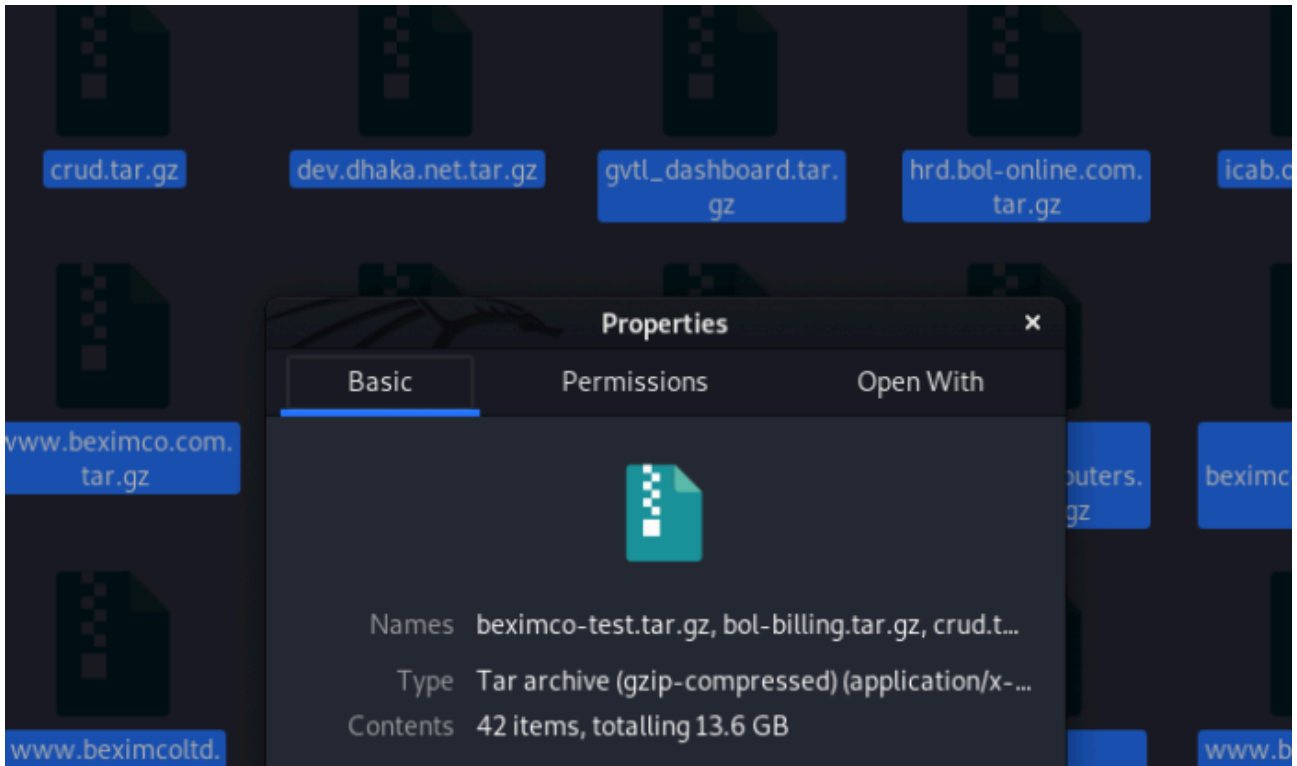 crud.tar.gz
dev.dhaka.net.tar.gz
gvtl_dashboard.tar.
gz
hrd.bol-online.com.
tar.gz
icab.o
www.beximco.com.
tar.gz
puters.
gz
beximc
www.beximcoltd.
www.b
Properties
×
Basic
Permissions
Open With
Names beximco-test.tar.gz, bol-billing.tar.gz, crud.t...
Type Tar archive (gzip-compressed) (application/x-...
Contents 42 items, totalling 13.6 GB